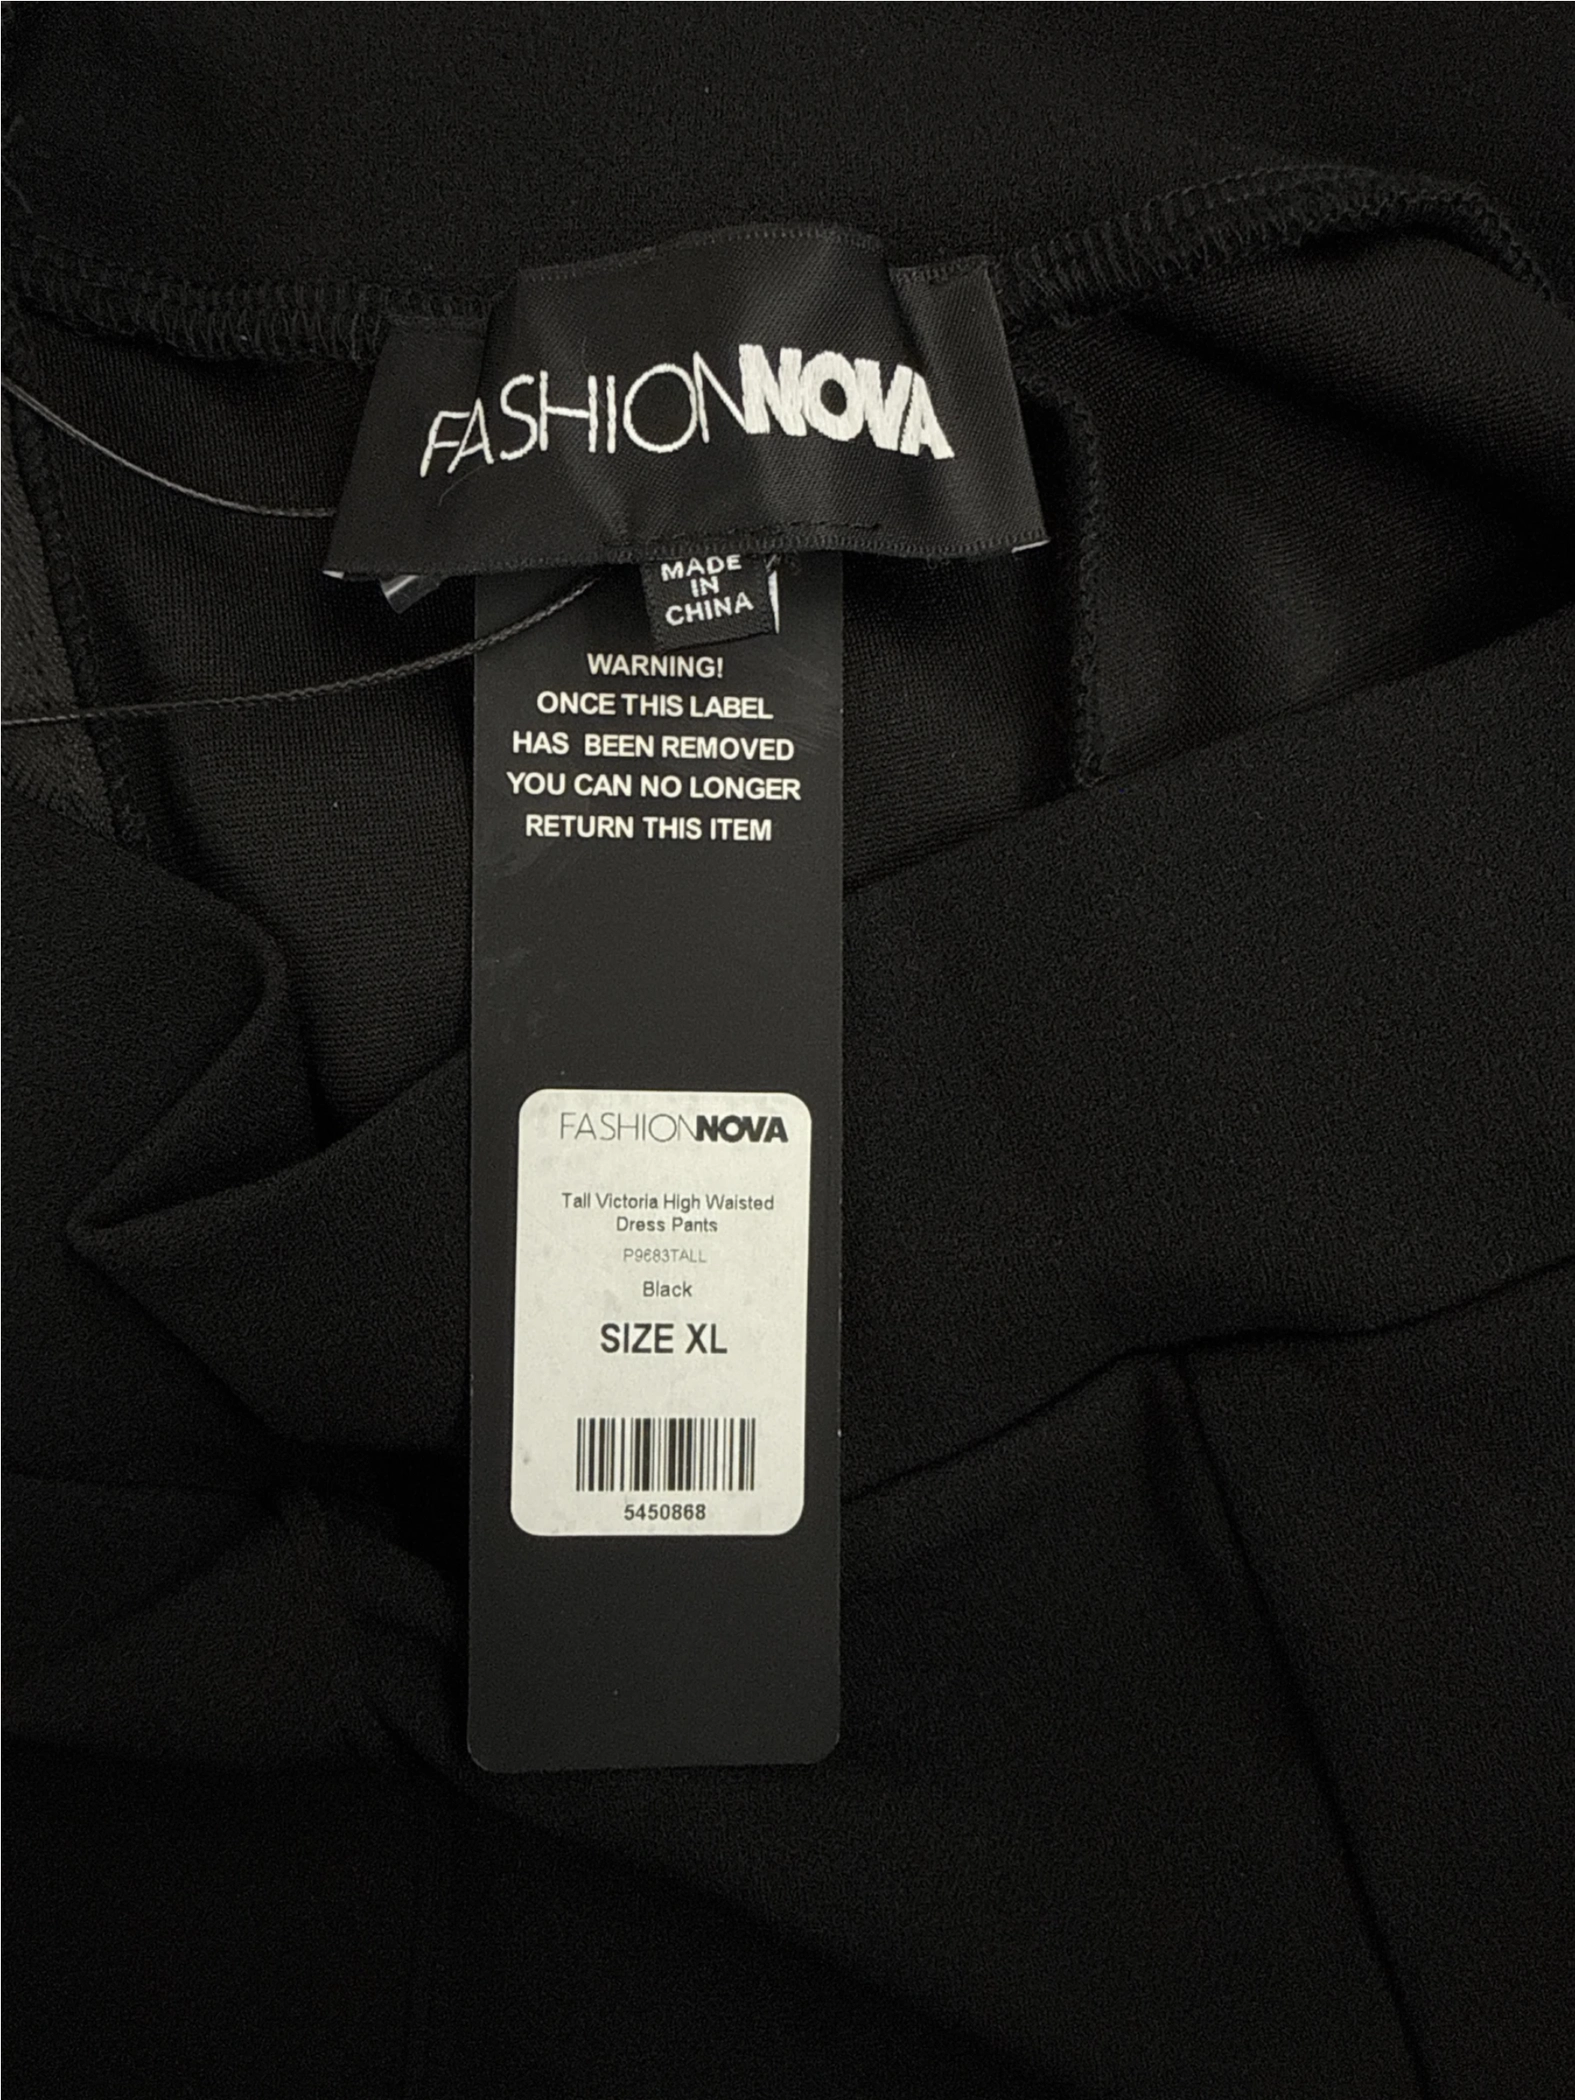 FASHIONNOVA
MADE
IN
CHINA
WARNING!
ONCE THIS LABEL
HAS BEEN REMOVED
YOU CAN NO LONGER
RETURN THIS ITEM
FASHIONNOVA
Tall Victoria High Waisted
Dress Pants
P9683TALL
Black
SIZE XL
5450868